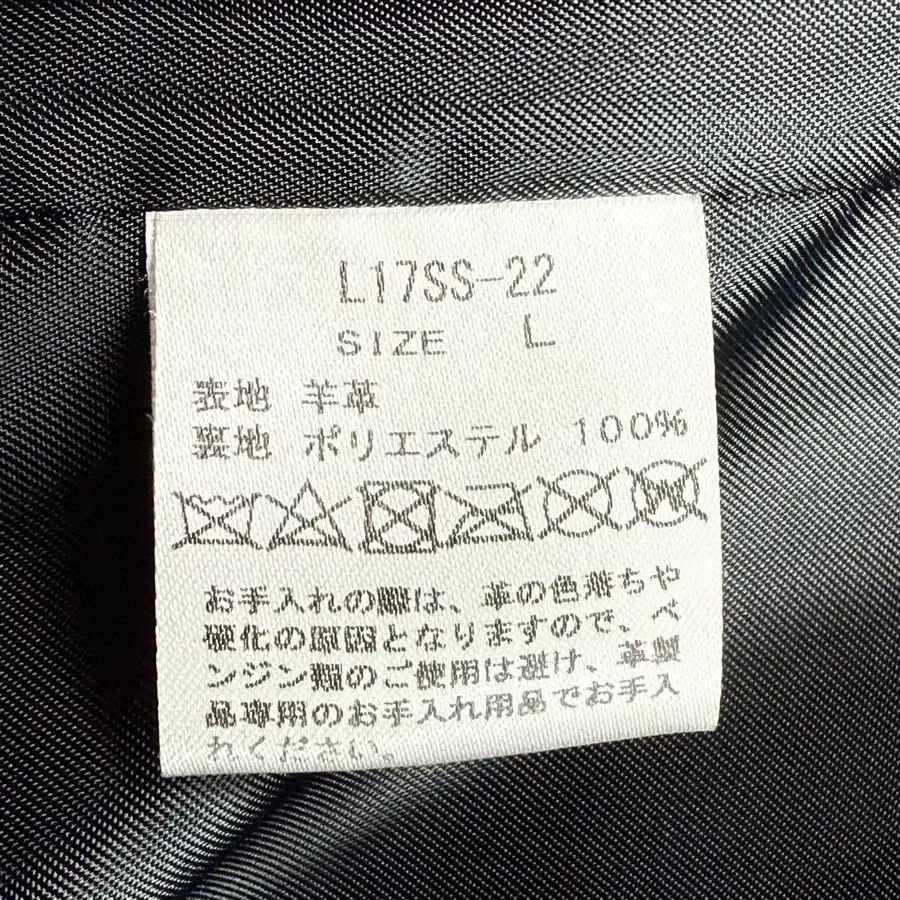 L17SS-22
SIZE L
表地 羊革
裏地 ポリエステル 100%
お手入れの際は、革の色落ちや
硬化の原因となりますので、ベ
ンジン類のご使用は避け、革製
品専用のお手入れ用品でお手入
れください。